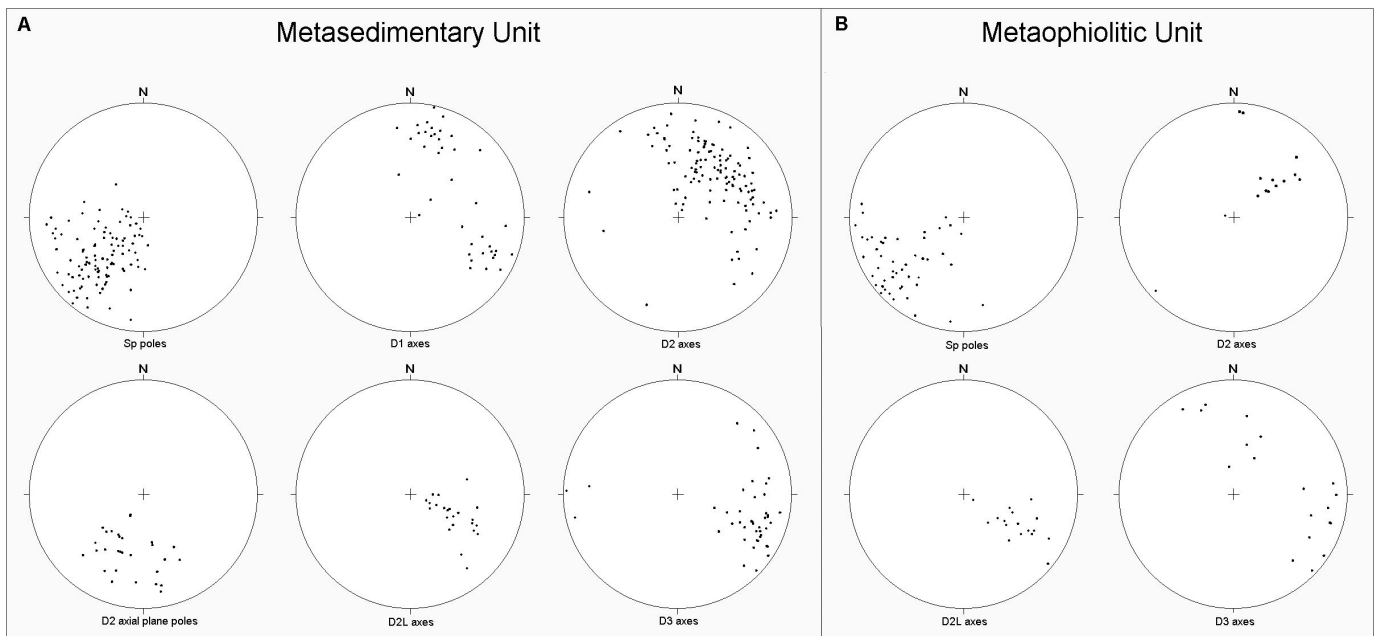 A
Metasedimentary Unit
B
Metaophiolitic Unit
N
N
N
N
N
Sp poles
D1 axes
D2 axes
Sp poles
D2 axes
N
N
N
N
N
D2 axial plane poles
D2L axes
D3 axes
D2L axes
D3 axes